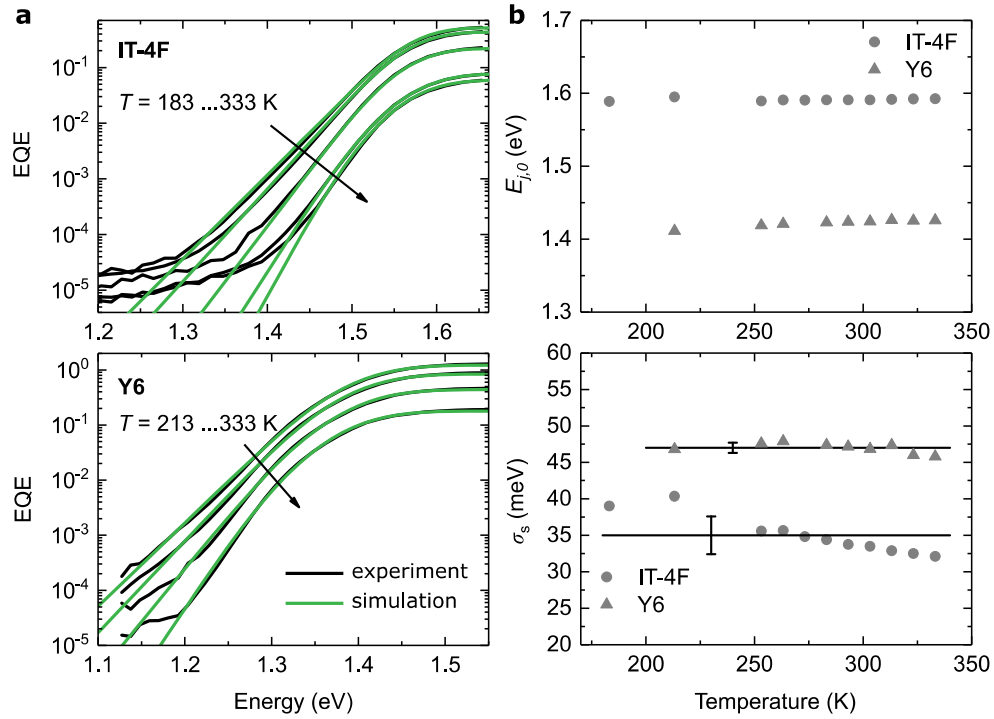 a
IT-4F
T = 183 ...333 K
EQE
10⁻¹
10⁻²
10⁻³
10⁻⁴
10⁻⁵
1.2 1.3 1.4 1.5 1.6
Y6
T = 213 ...333 K
EQE
10⁰
10⁻¹
10⁻²
10⁻³
10⁻⁴
10⁻⁵
experiment
simulation
1.1 1.2 1.3 1.4 1.5
Energy (eV)
b
IT-4F
Y6
E_{j,0} (eV)
1.7
1.6
1.5
1.4
1.3
200 250 300 350
σ_s (meV)
60
55
50
45
40
35
30
25
20
IT-4F
Y6
200 250 300 350
Temperature (K)